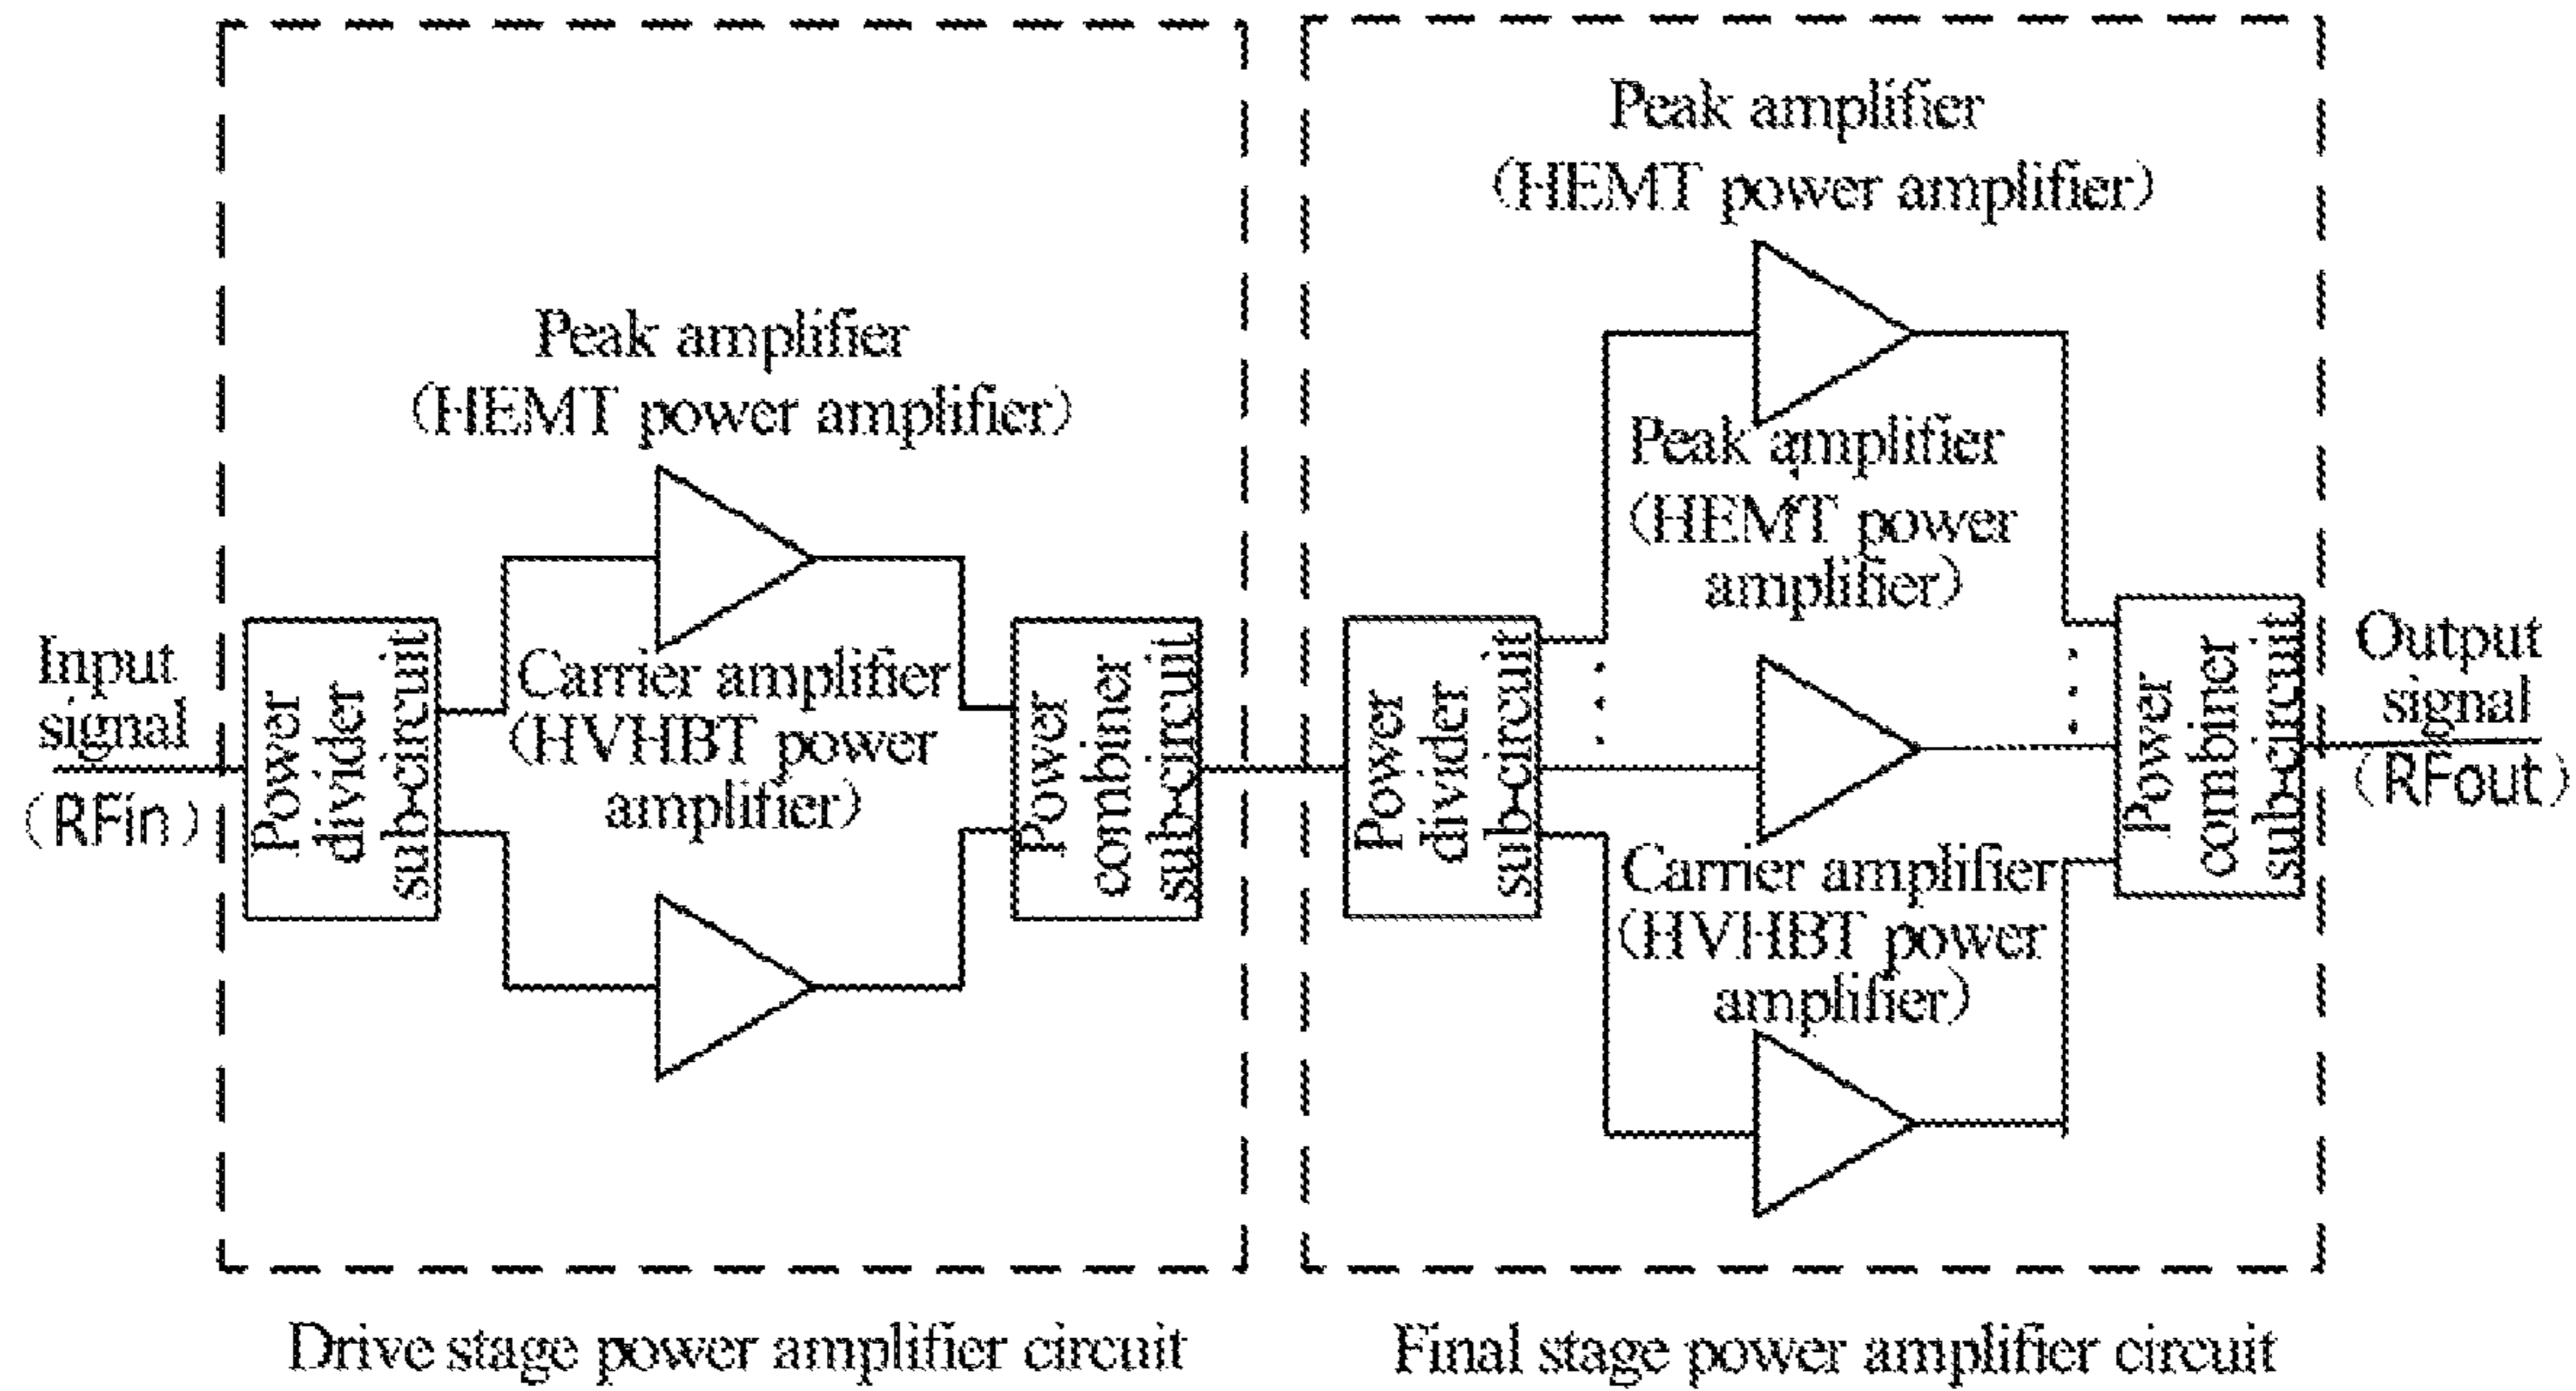 Input
signal
(RFin)
Power
divider
sub-circuit
Peak amplifier
(HEMT power amplifier)
Carrier amplifier
(HVHBT power
amplifier)
Power
combiner
sub-circuit
Drive stage power amplifier circuit
Power
divider
sub-circuit
Peak amplifier
(HEMT power amplifier)
Peak amplifier
(HEMT power
amplifier)
Carrier amplifier
(HVHBT power
amplifier)
Power
combiner
sub-circuit
Output
signal
(RFout)
Final stage power amplifier circuit